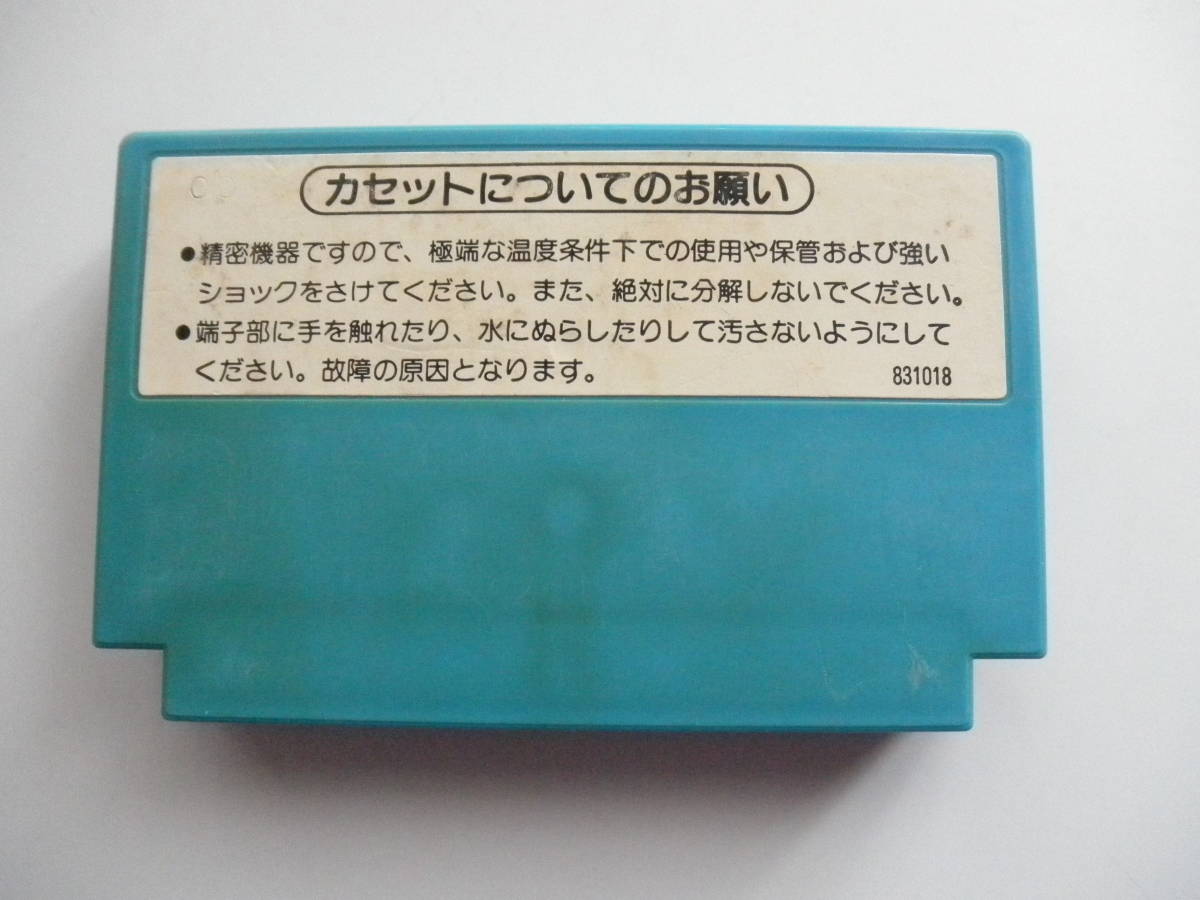 カセットについてのお願い
●精密機器ですので、極端な温度条件下での使用や保管および強い
ショックをさけてください。また、絶対に分解しないでください。
●端子部に手を触れたり、水にぬらしたりして汚さないようにして
ください。故障の原因となります。
831018